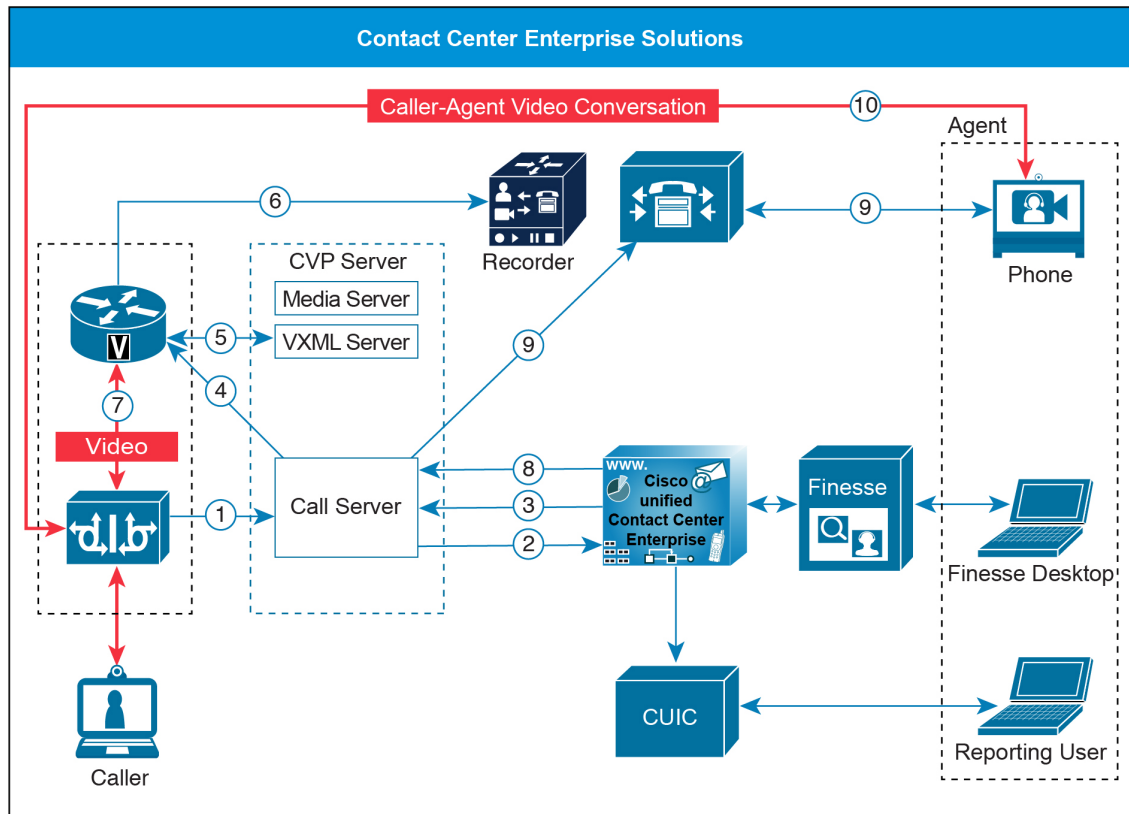 Contact Center Enterprise Solutions
Caller-Agent Video Conversation
10
Agent
6
Recorder
9
Phone
CVP Server
Media Server
VXML Server
5
V
4
9
7
Video
1
Call Server
8
3
2
www.
Cisco
unified
Contact Center
Enterprise
@
Finesse
Finesse Desktop
CUIC
Caller
Reporting User